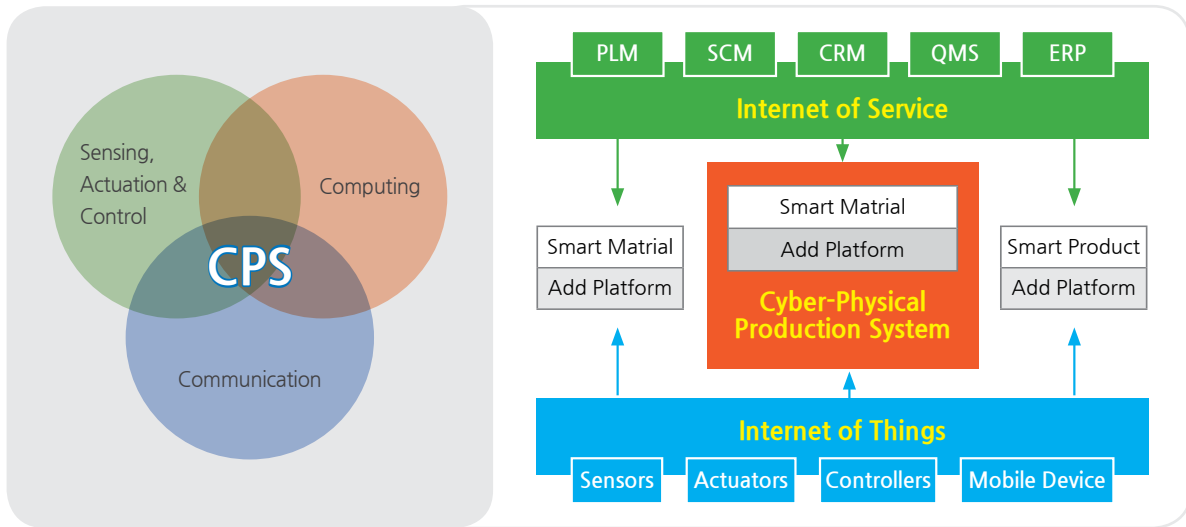 Sensing,
Actuation &
Control
Computing
CPS
Communication
PLM
SCM
CRM
QMS
ERP
Internet of Service
Smart Matrial
Add Platform
Smart Matrial
Add Platform
Cyber-Physical
Production System
Smart Product
Add Platform
Internet of Things
Sensors
Actuators
Controllers
Mobile Device